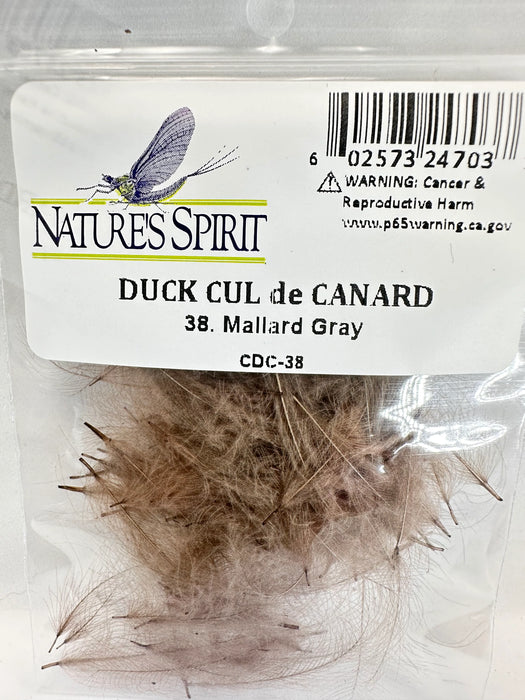 NATURE'S SPIRIT
6 02573 24703
WARNING: Cancer &
Reproductive Harm
www.p65warning.ca.gov
DUCK CUL de CANARD
38. Mallard Gray
CDC-38